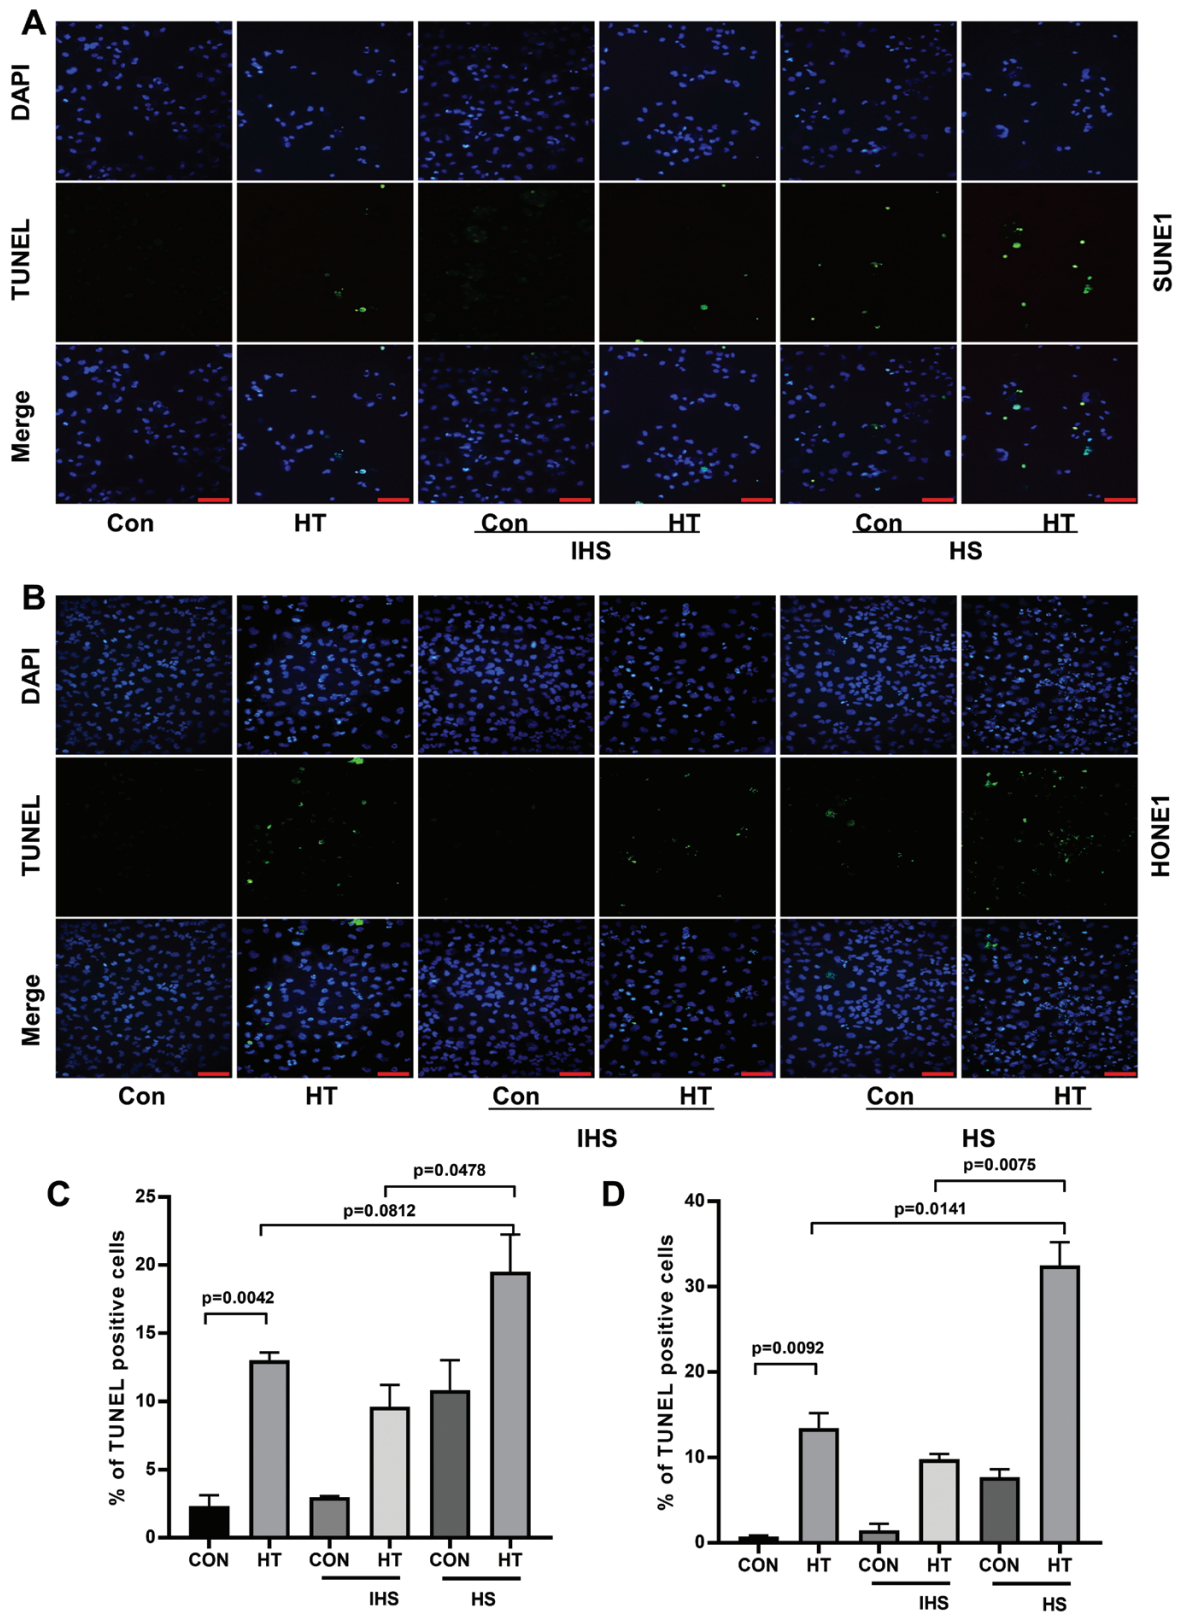 A
DAPI
TUNEL
Merge
SUNE1
Con HT Con HT Con HT
IHS HS
B
DAPI
TUNEL
Merge
HONE1
Con HT Con HT Con HT
IHS HS
C
p=0.0478
p=0.0812
p=0.0042
% of TUNEL positive cells
25
20
15
10
5
0
CON HT CON HT CON HT
IHS HS
D
p=0.0075
p=0.0141
p=0.0092
% of TUNEL positive cells
40
30
20
10
0
CON HT CON HT CON HT
IHS HS